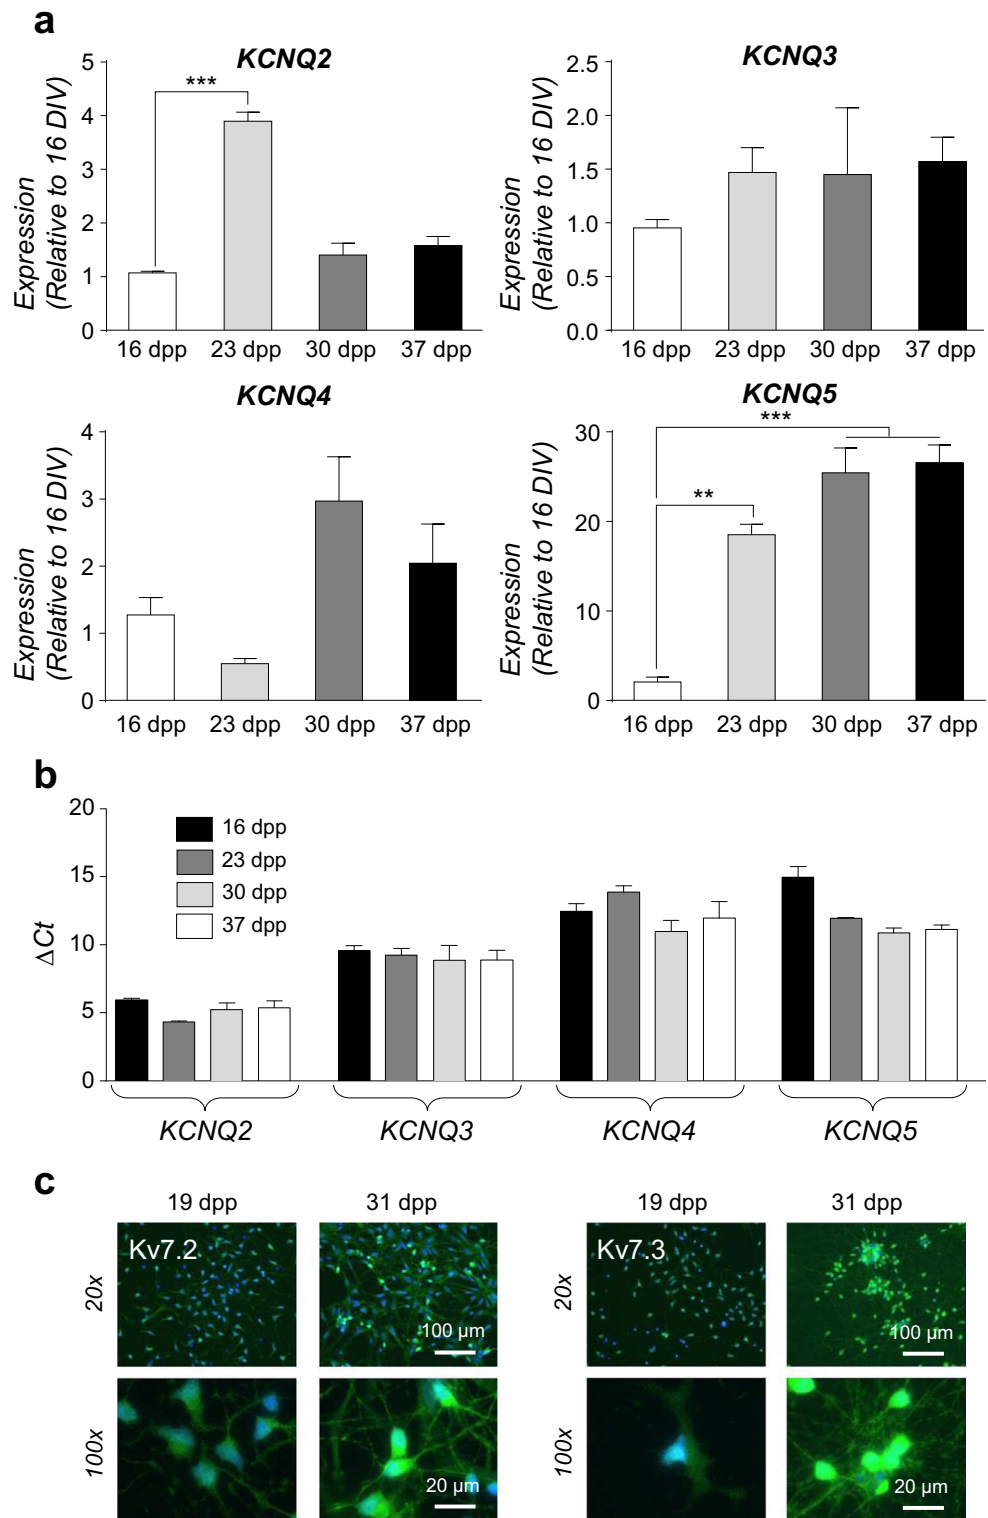 a
KCNQ2
Expression
(Relative to 16 DIV)
5
4
3
2
1
0
***
16 dpp 23 dpp 30 dpp 37 dpp
KCNQ3
Expression
(Relative to 16 DIV)
2.5
2.0
1.5
1.0
0.5
0.0
16 dpp 23 dpp 30 dpp 37 dpp
KCNQ4
Expression
(Relative to 16 DIV)
4
3
2
1
0
16 dpp 23 dpp 30 dpp 37 dpp
KCNQ5
Expression
(Relative to 16 DIV)
30
20
10
0
***
**
16 dpp 23 dpp 30 dpp 37 dpp
b
ΔCt
20
15
10
5
0
16 dpp
23 dpp
30 dpp
37 dpp
KCNQ2 KCNQ3 KCNQ4 KCNQ5
c
19 dpp 31 dpp 19 dpp 31 dpp
20x
Kv7.2
100 µm
20x
Kv7.3
100 µm
100x
20 µm
100x
20 µm